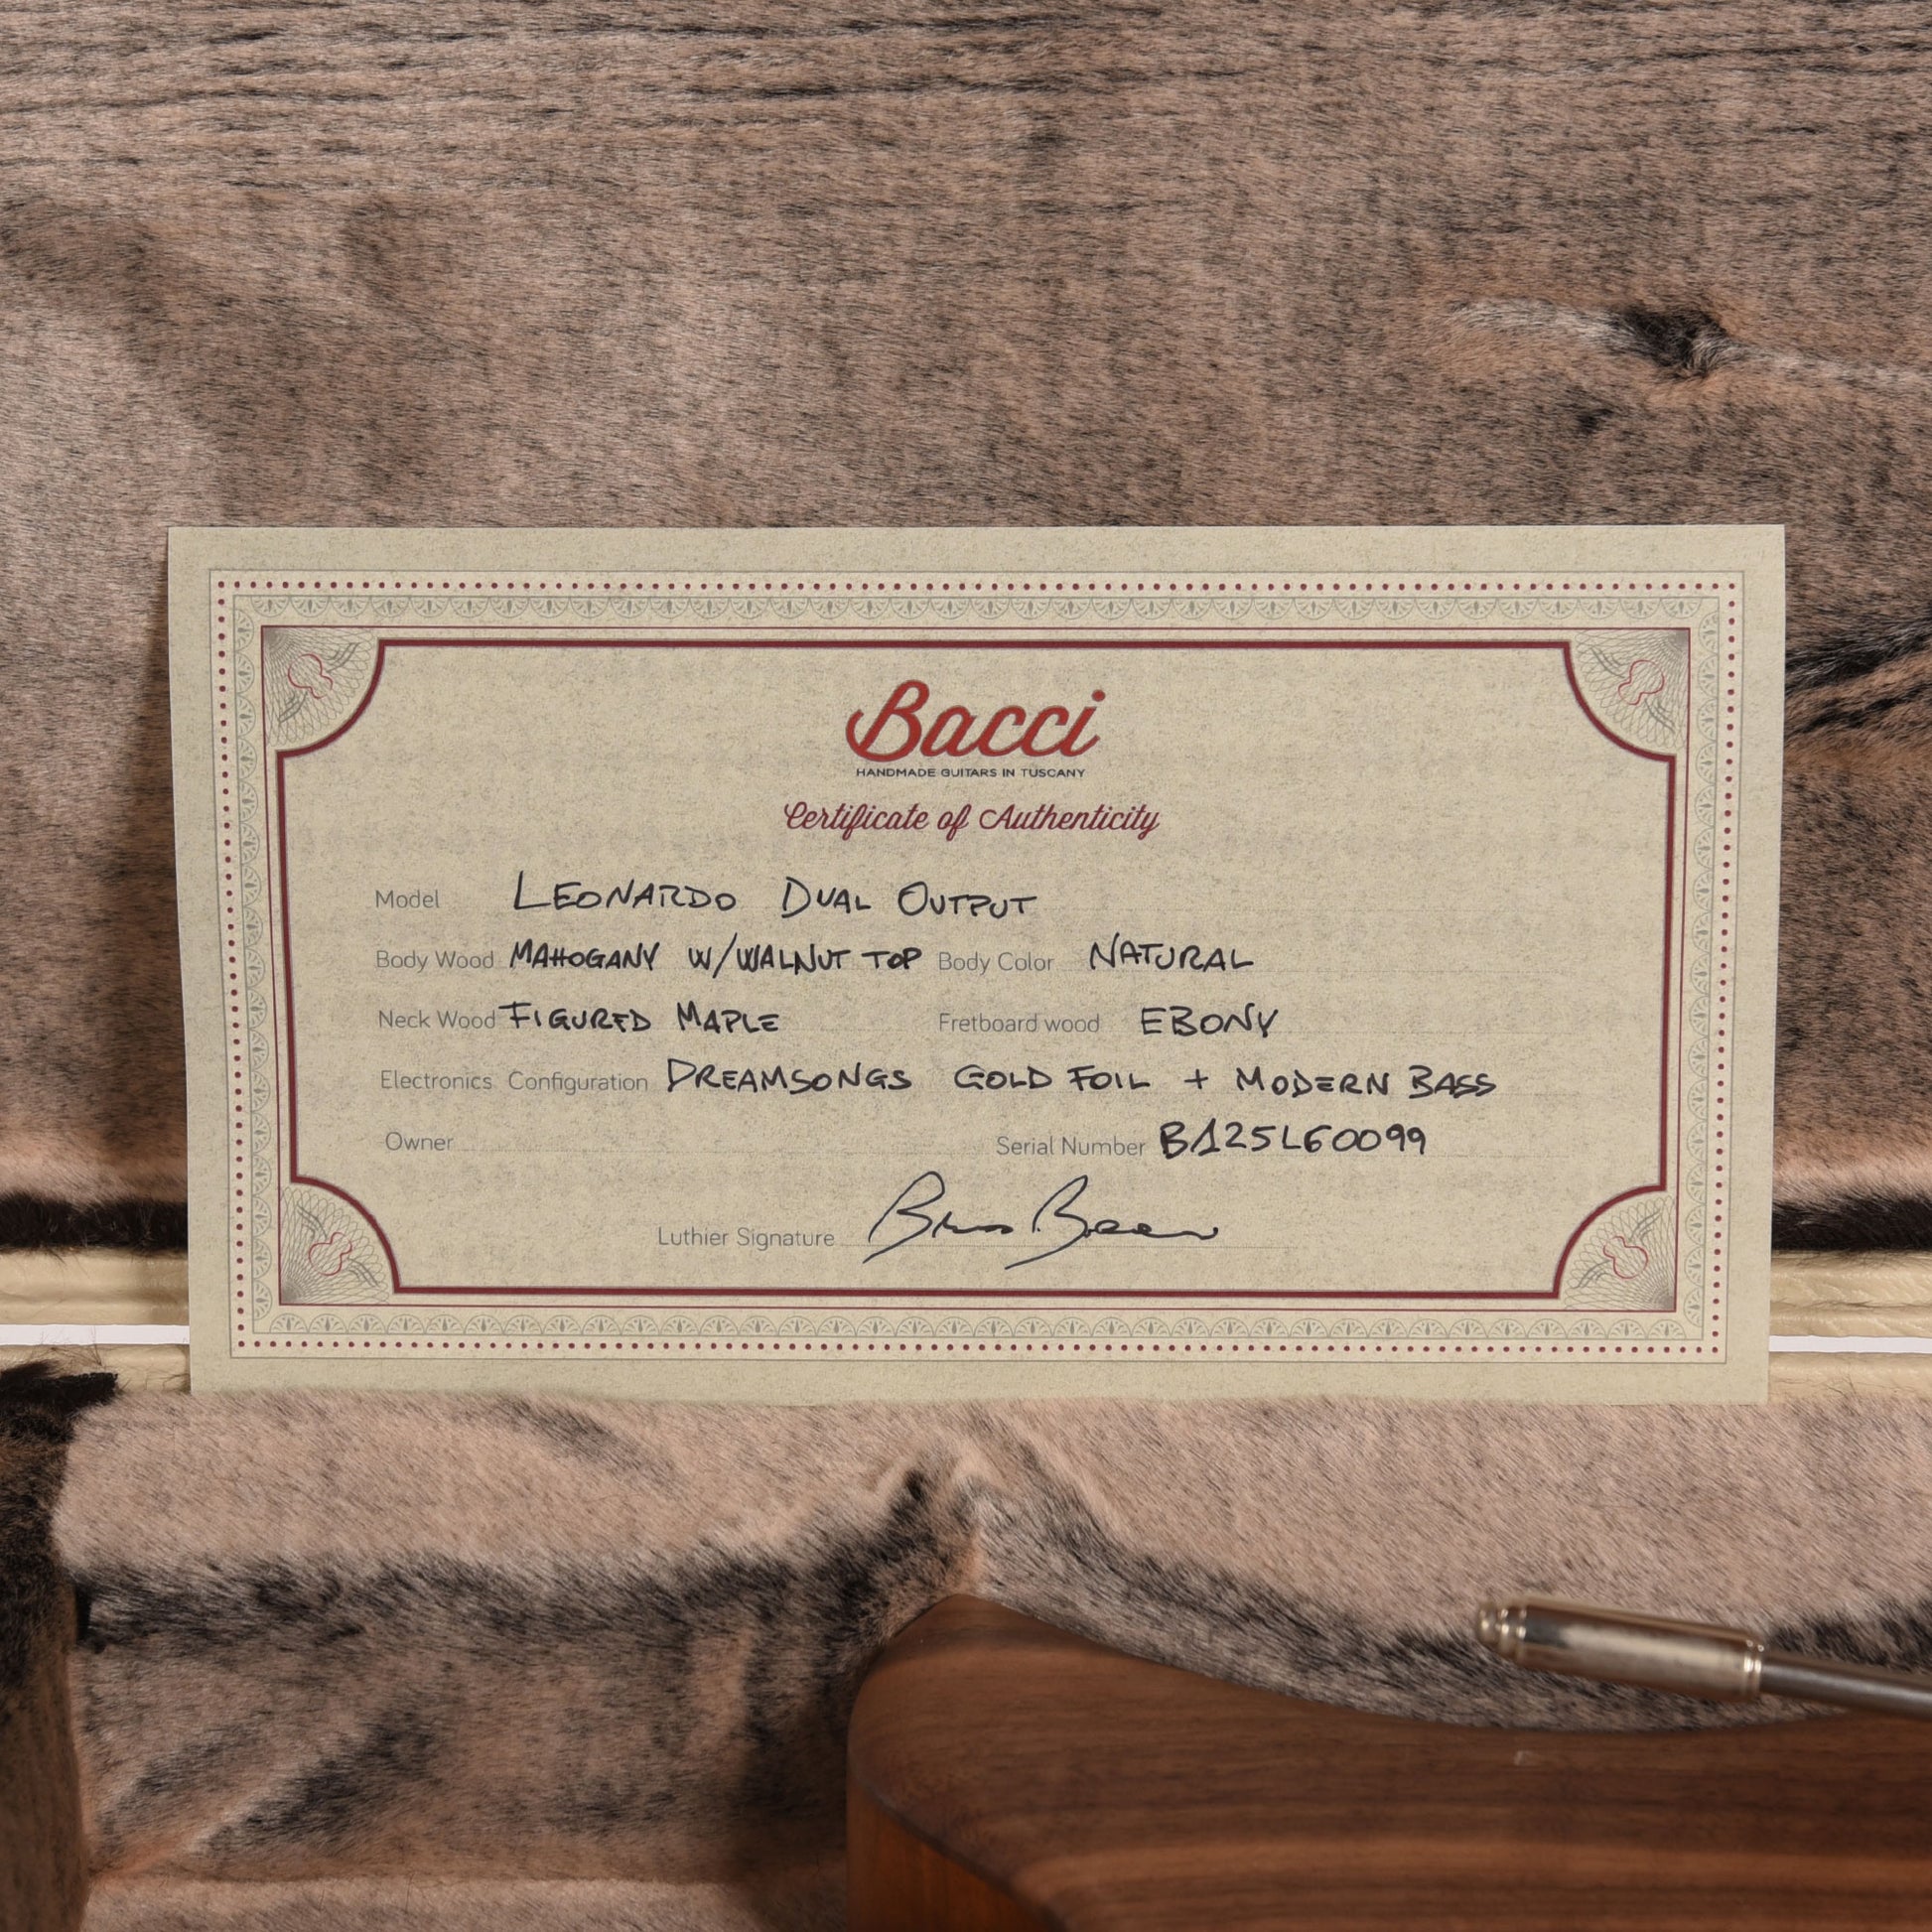 Bacci
HANDMADE GUITARS IN TUSCANY
Certificate of Authenticity
Model LEONARDO DUAL OUTPUT
Body Wood MAHOGANY W/WALNUT TOP Body Color NATURAL
Neck Wood FIGURED MAPLE Fretboard wood EBONY
Electronics Configuration DREAMSONGS GOLD FOIL + MODERN BASS
Owner Serial Number BA125L60099
Luthier Signature